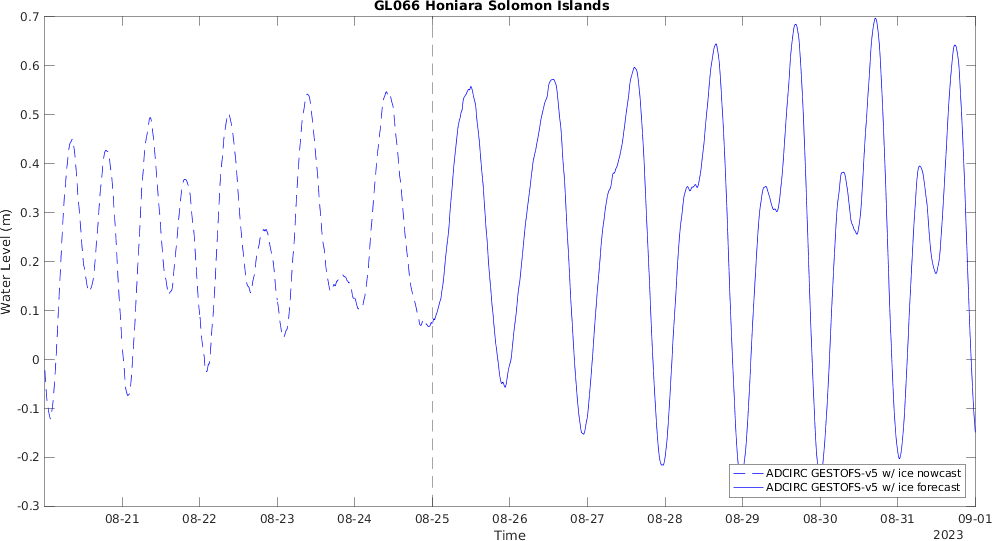 GL066 Honiara Solomon Islands
Water Level (m)
0.7
0.6
0.5
0.4
0.3
0.2
0.1
0
-0.1
-0.2
-0.3
ADCIRC GESTOFS-v5 w/ ice nowcast
ADCIRC GESTOFS-v5 w/ ice forecast
08-21 08-22 08-23 08-24 08-25 08-26 08-27 08-28 08-29 08-30 08-31 09-01
Time
2023